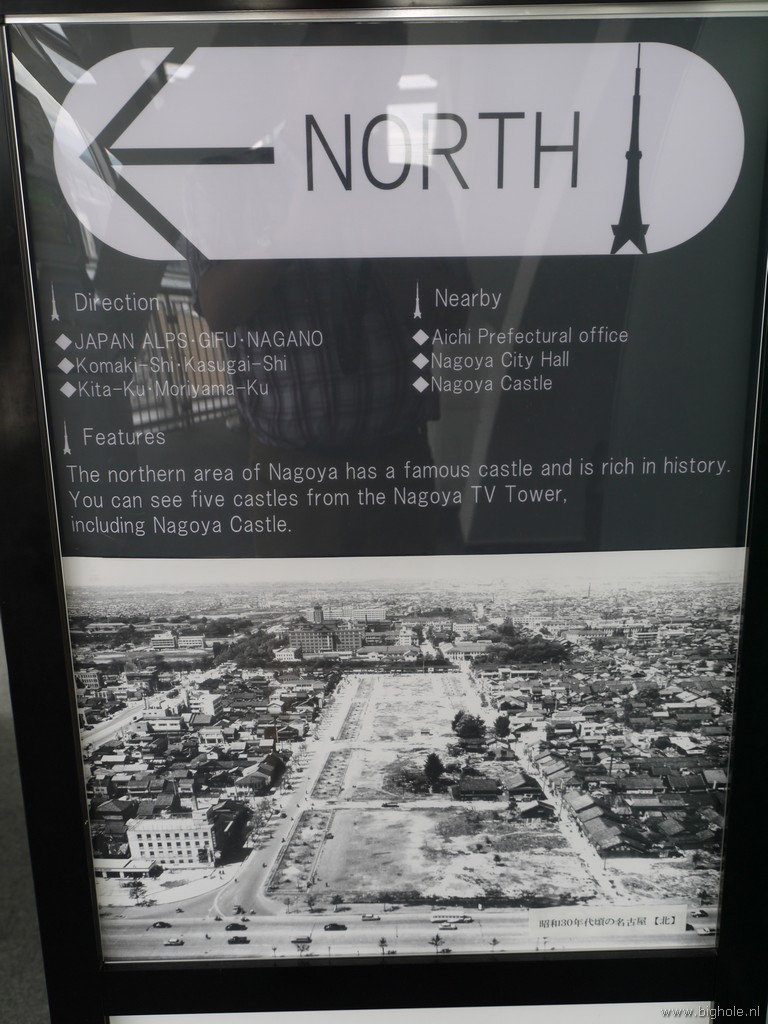 NORTH
Direction
◆JAPAN ALPS·GIFU·NAGANO
◆Komaki-Shi·Kasugai-Shi
◆Kita-Ku·Moriyama-Ku
Nearby
◆Aichi Prefectural office
◆Nagoya City Hall
◆Nagoya Castle
Features
The northern area of Nagoya has a famous castle and is rich in history.
You can see five castles from the Nagoya TV Tower,
including Nagoya Castle.
昭和30年代頃の名古屋【北】
www.bighole.nl